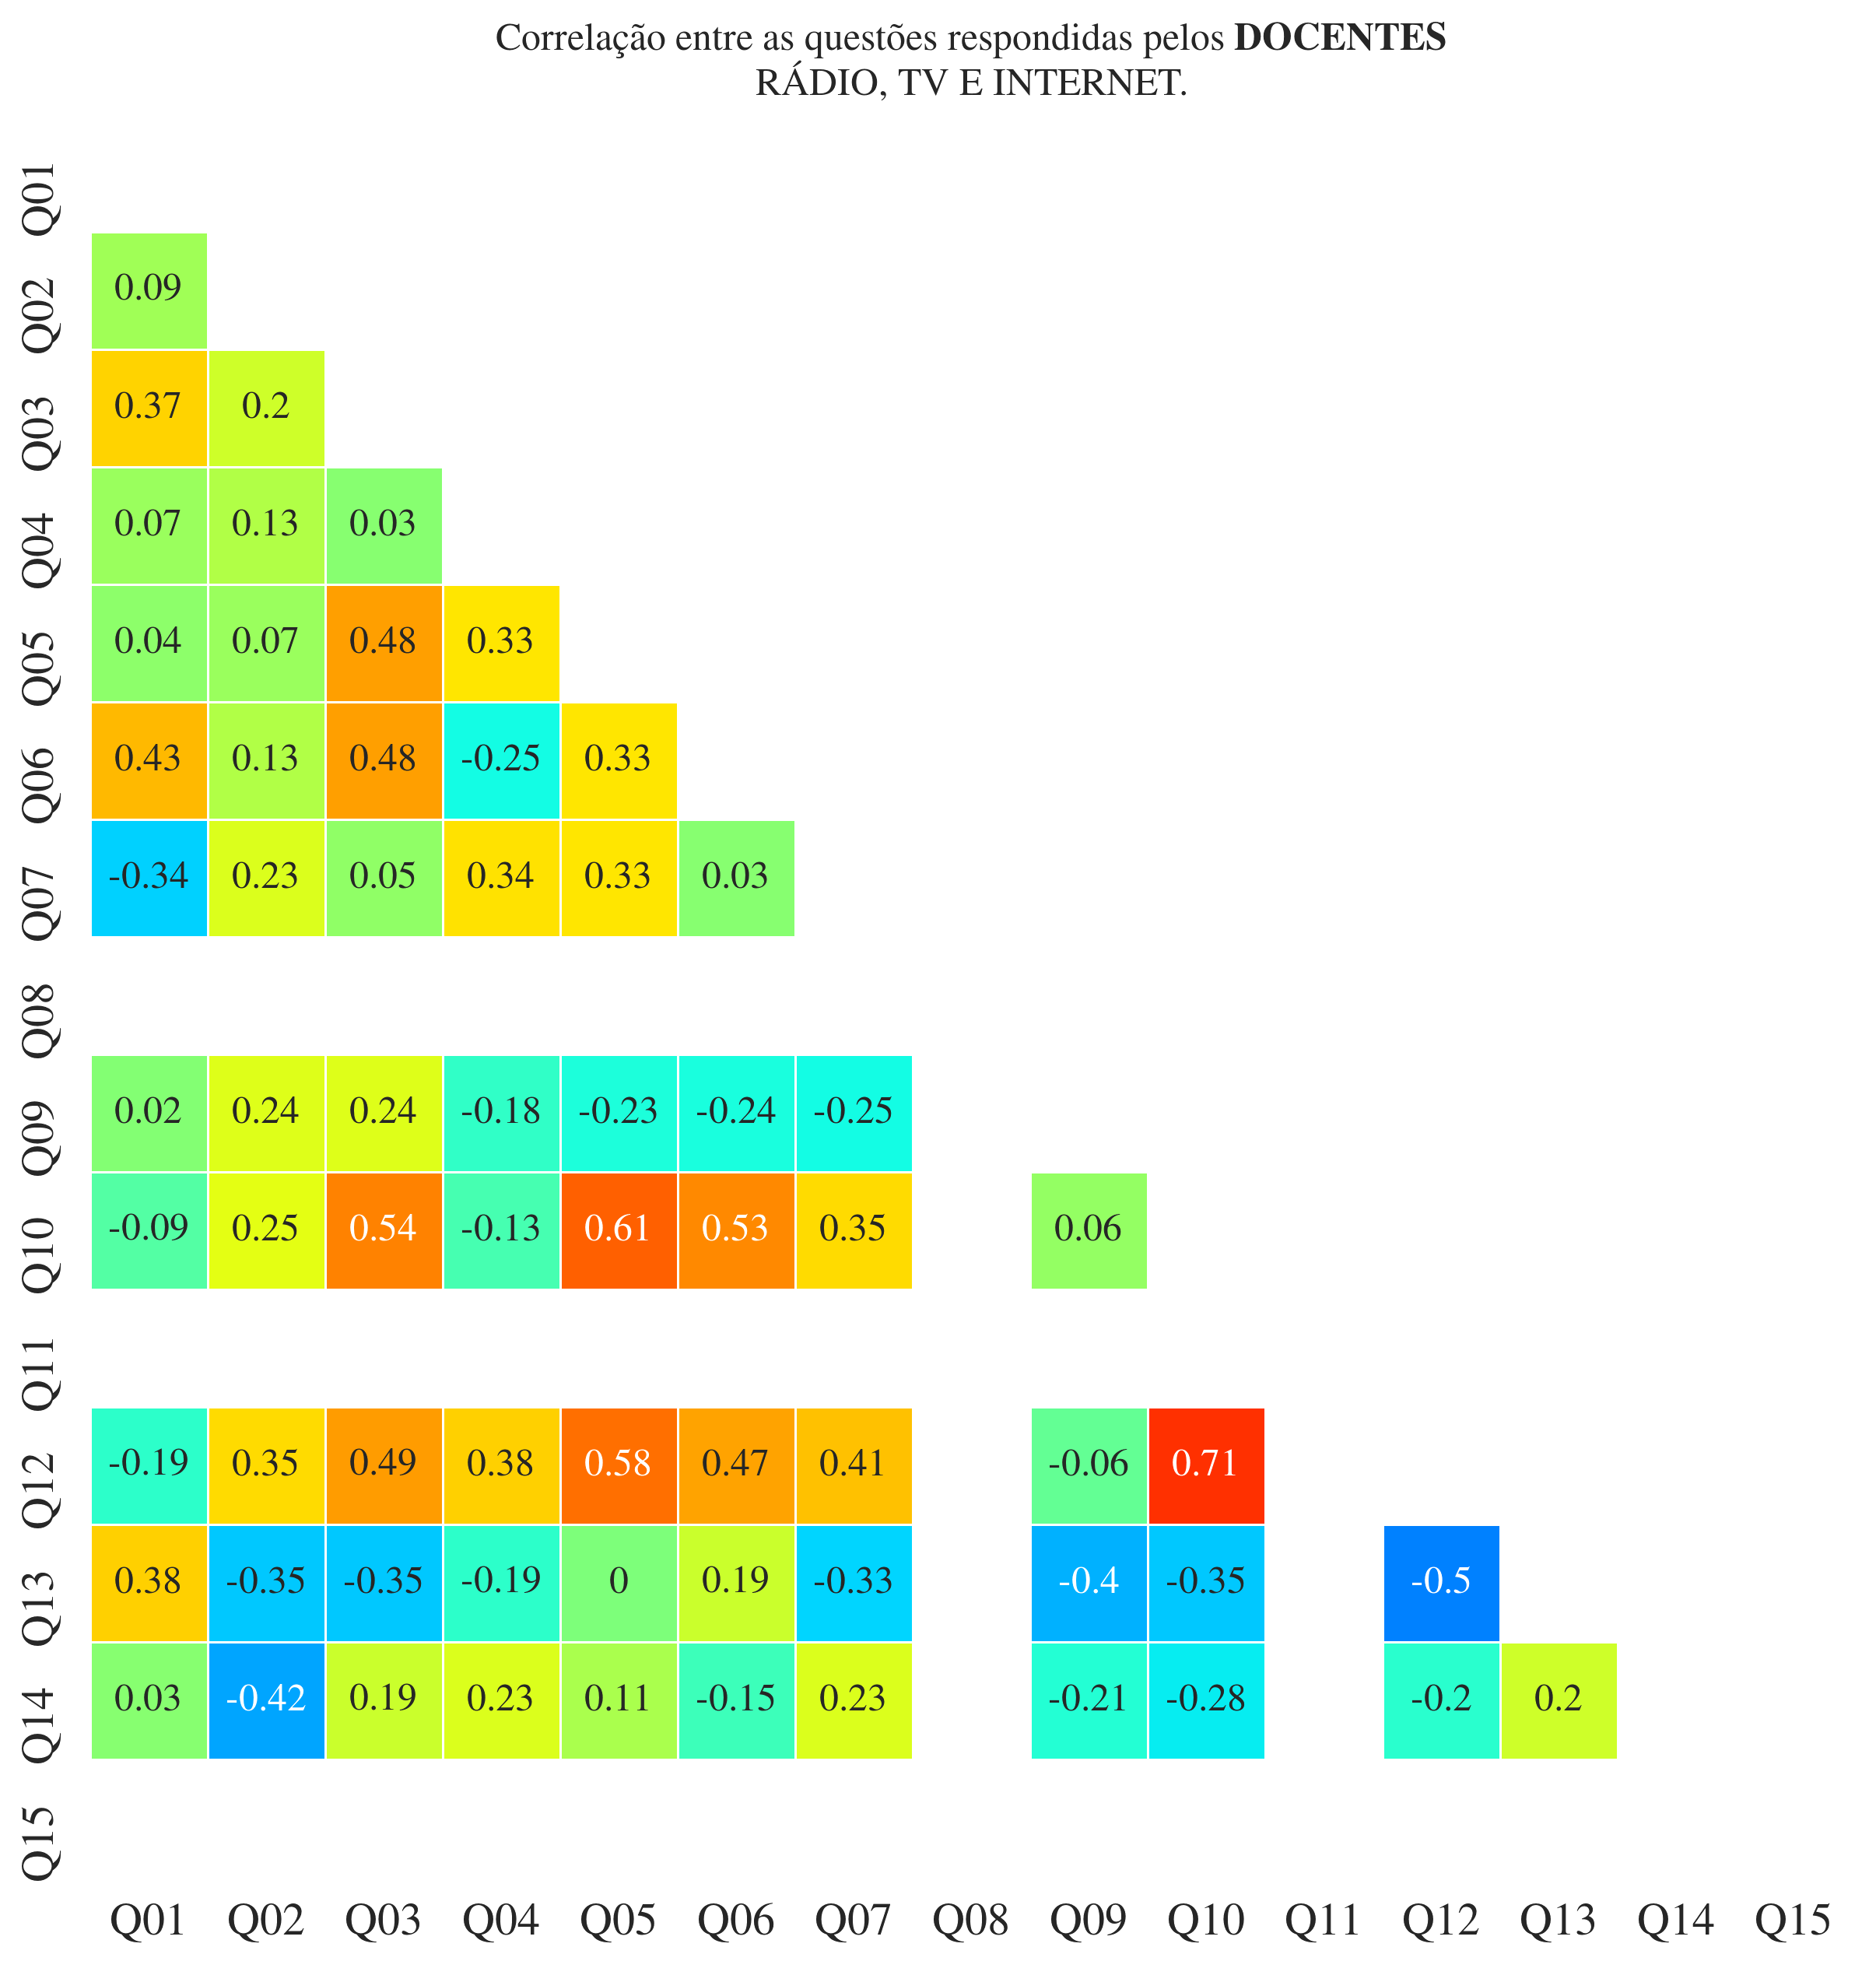 Correlação entre as questões respondidas pelos DOCENTES
RÁDIO, TV E INTERNET.
Q01
Q02 0.09
Q03 0.37 0.2
Q04 0.07 0.13 0.03
Q05 0.04 0.07 0.48 0.33
Q06 0.43 0.13 0.48 -0.25 0.33
Q07 -0.34 0.23 0.05 0.34 0.33 0.03
Q08
Q09 0.02 0.24 0.24 -0.18 -0.23 -0.24 -0.25
Q10 -0.09 0.25 0.54 -0.13 0.61 0.53 0.35 0.06
Q11
Q12 -0.19 0.35 0.49 0.38 0.58 0.47 0.41 -0.06 0.71
Q13 0.38 -0.35 -0.35 -0.19 0 0.19 -0.33 -0.4 -0.35 -0.5
Q14 0.03 -0.42 0.19 0.23 0.11 -0.15 0.23 -0.21 -0.28 -0.2 0.2
Q15
Q01 Q02 Q03 Q04 Q05 Q06 Q07 Q08 Q09 Q10 Q11 Q12 Q13 Q14 Q15